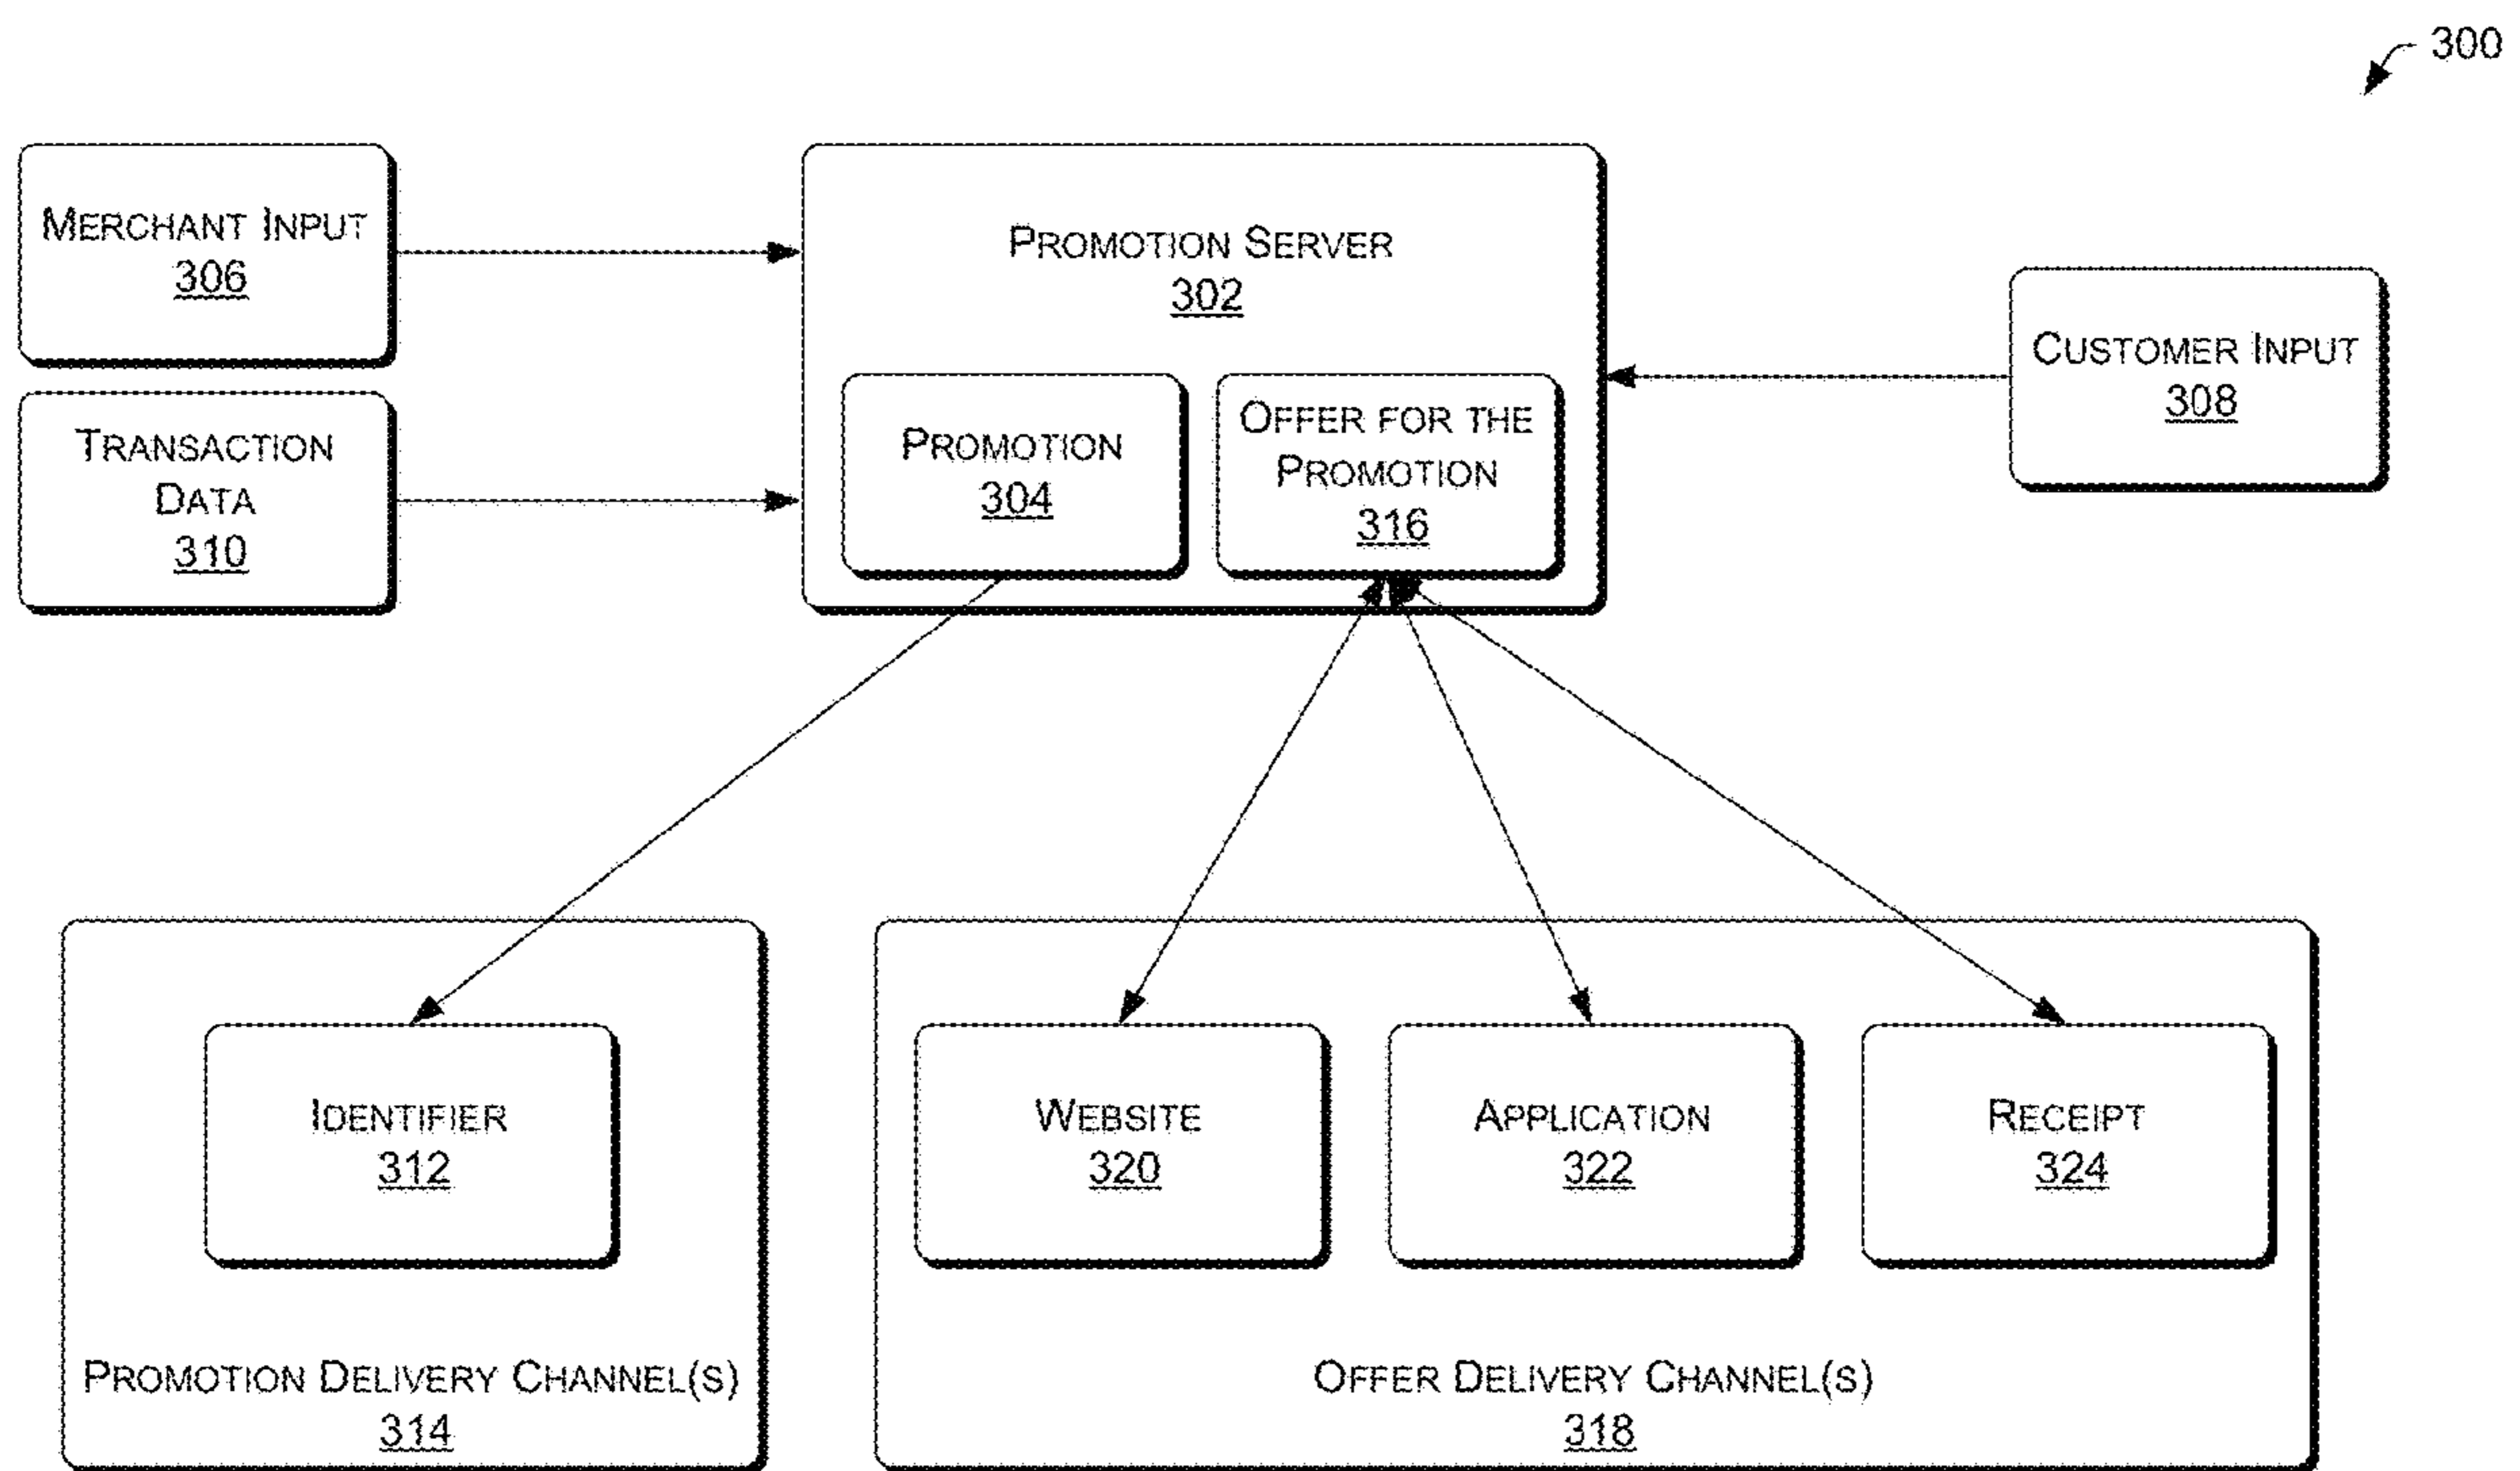 300
MERCHANT INPUT
306
TRANSACTION
DATA
310
PROMOTION SERVER
302
PROMOTION
304
OFFER FOR THE
PROMOTION
316
CUSTOMER INPUT
308
IDENTIFIER
312
PROMOTION DELIVERY CHANNEL(S)
314
WEBSITE
320
APPLICATION
322
RECEIPT
324
OFFER DELIVERY CHANNEL(S)
318